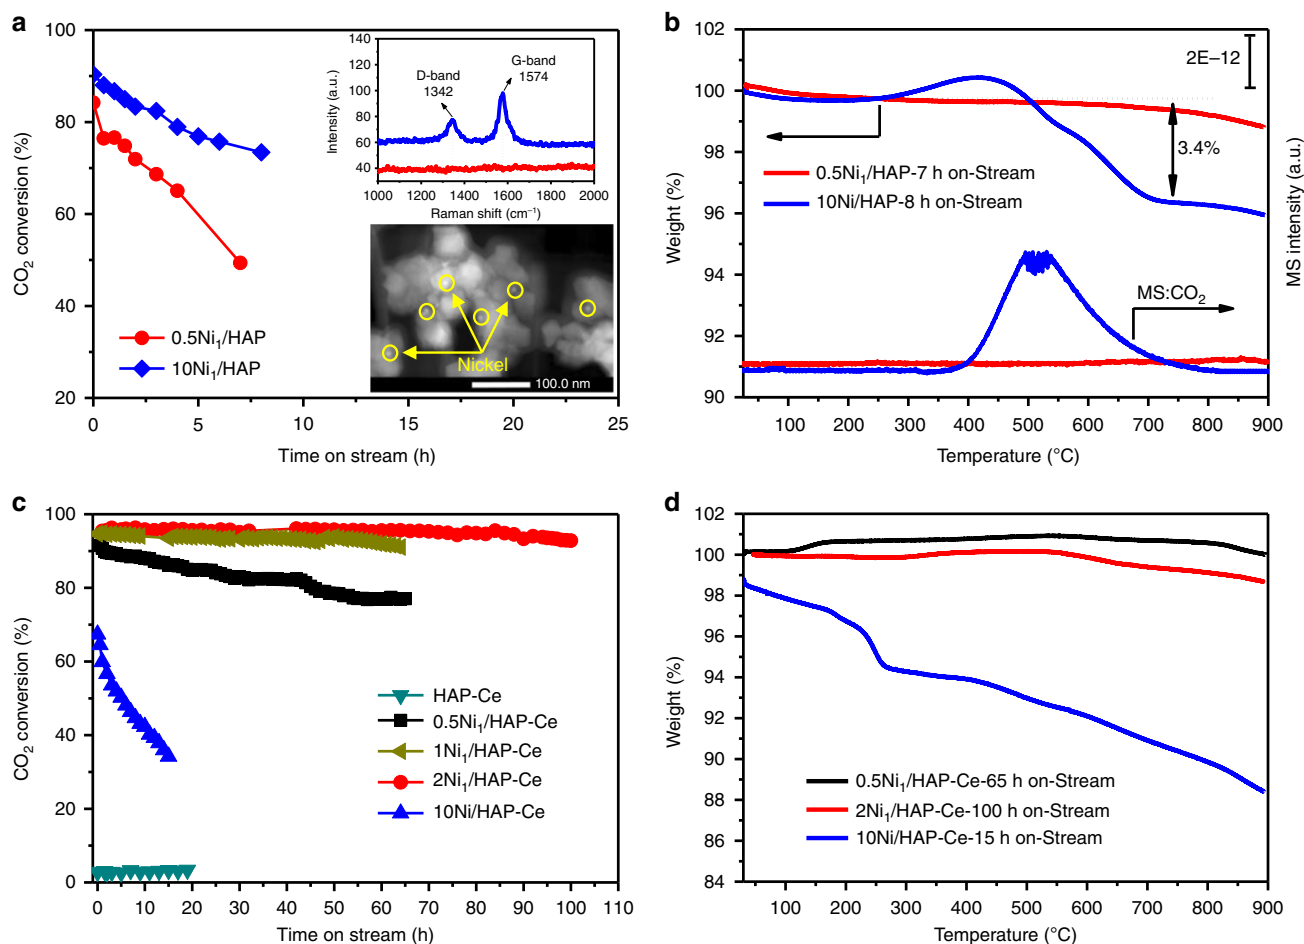 a
CO₂ conversion (%)
100
80
60
40
20
0
5
10
15
20
25
Time on stream (h)
0.5Ni₁/HAP
10Ni₁/HAP
Intensity (a.u.)
140
120
100
80
60
40
D-band
1342
G-band
1574
1000
1200
1400
1600
1800
2000
Raman shift (cm⁻¹)
Nickel
100.0 nm
b
Weight (%)
102
100
98
96
94
92
90
2E–12
3.4%
0.5Ni₁/HAP-7 h on-Stream
10Ni/HAP-8 h on-Stream
MS:CO₂
MS intensity (a.u.)
100
200
300
400
500
600
700
800
900
Temperature (°C)
c
CO₂ conversion (%)
100
80
60
40
20
0
HAP-Ce
0.5Ni₁/HAP-Ce
1Ni₁/HAP-Ce
2Ni₁/HAP-Ce
10Ni/HAP-Ce
0
10
20
30
40
50
60
70
80
90
100
110
Time on stream (h)
d
Weight (%)
102
100
98
96
94
92
90
88
86
84
0.5Ni₁/HAP-Ce-65 h on-Stream
2Ni₁/HAP-Ce-100 h on-Stream
10Ni/HAP-Ce-15 h on-Stream
100
200
300
400
500
600
700
800
900
Temperature (°C)